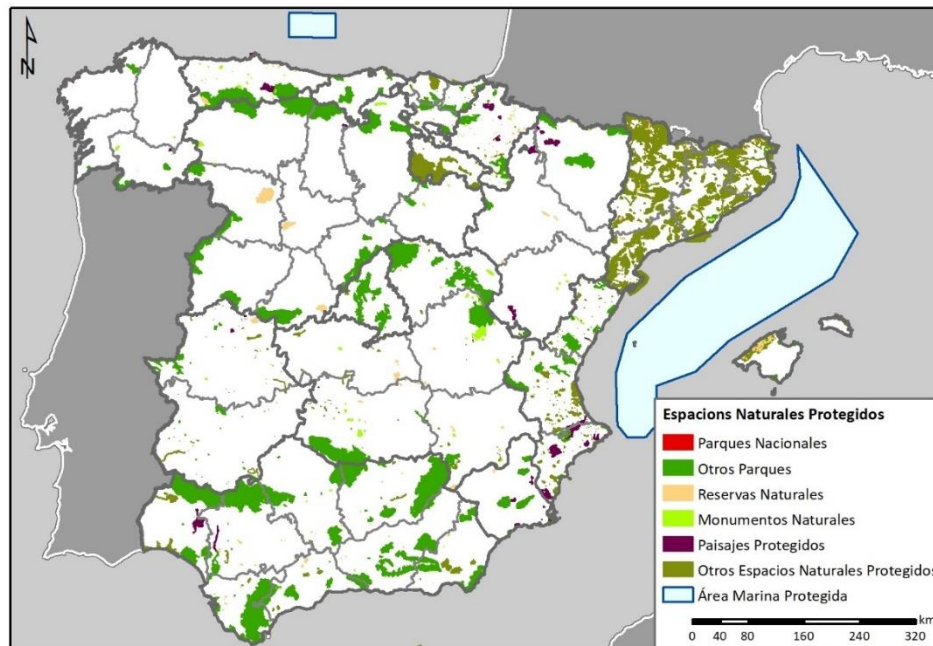 N
Espacions Naturales Protegidos
Parques Nacionales
Otros Parques
Reservas Naturales
Monumentos Naturales
Paisajes Protegidos
Otros Espacios Naturales Protegidos
Área Marina Protegida
km
0 40 80 160 240 320